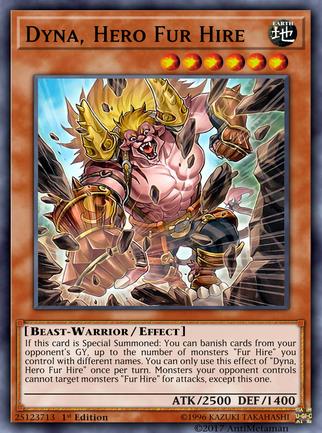 DYNA, HERO FUR HIRE
EARTH
地
[BEAST-WARRIOR / EFFECT]
If this card is Special Summoned: You can banish cards from your
opponent's GY, up to the number of monsters "Fur Hire" you
control with different names. You can only use this effect of "Dyna,
Hero Fur Hire" once per turn. Monsters your opponent
controls cannot target monsters "Fur Hire" for attacks, except this one.
ATK/2500 DEF/1400
25123713 1st Edition ©1996 KAZUKI TAKAHASHI
©2017 AntiMetaman